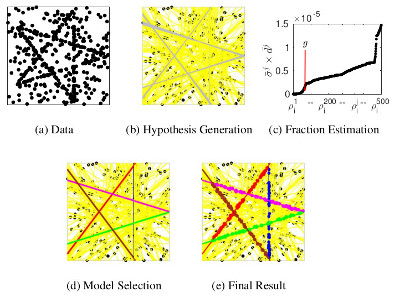 ×10⁻⁵
1.5
1
0.5
0
g
1 200 500
(a) Data (b) Hypothesis Generation (c) Fraction Estimation
(d) Model Selection (e) Final Result